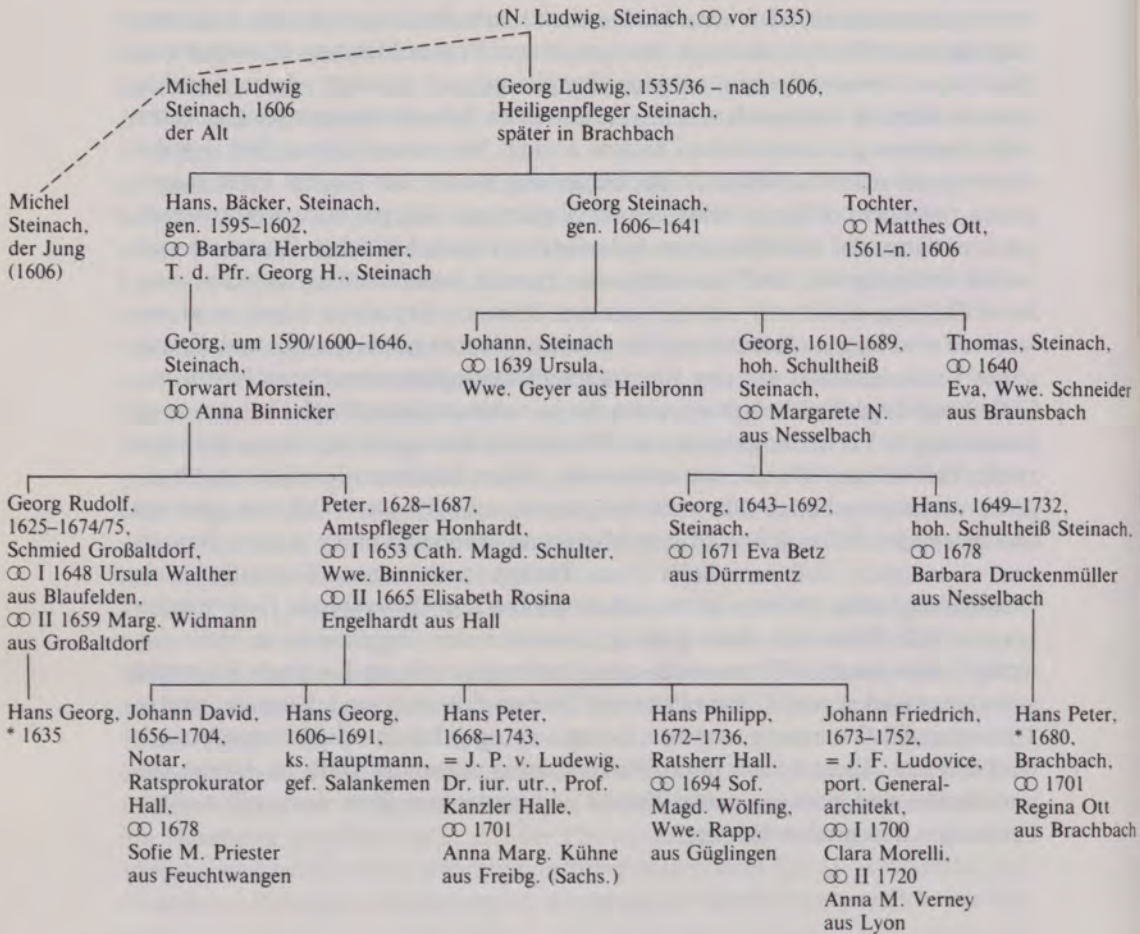 (N. Ludwig, Steinach, ⚭ vor 1535)
Michel Ludwig
Steinach, 1606
der Alt
Georg Ludwig, 1535/36 – nach 1606,
Heiligenpfleger Steinach,
später in Brachbach
Michel
Steinach,
der Jung
(1606)
Hans, Bäcker, Steinach,
gen. 1595–1602,
⚭ Barbara Herbolzheimer,
T. d. Pfr. Georg H., Steinach
Georg Steinach,
gen. 1606–1641
Tochter,
⚭ Matthes Ott,
1561–n. 1606
Georg, um 1590/1600–1646,
Steinach,
Torwart Morstein,
⚭ Anna Binnicker
Johann, Steinach
⚭ 1639 Ursula,
Wwe. Geyer aus Heilbronn
Georg, 1610–1689,
hoh. Schultheiß
Steinach,
⚭ Margarete N.
aus Nesselbach
Thomas, Steinach,
⚭ 1640
Eva, Wwe. Schneider
aus Braunsbach
Georg Rudolf,
1625–1674/75,
Schmied Großaltdorf,
⚭ I 1648 Ursula Walther
aus Blaufelden,
⚭ II 1659 Marg. Widmann
aus Großaltdorf
Peter, 1628–1687,
Amtspfleger Honhardt,
⚭ I 1653 Cath. Magd. Schulter,
Wwe. Binnicker,
⚭ II 1665 Elisabeth Rosina
Engelhardt aus Hall
Georg, 1643–1692,
Steinach,
⚭ 1671 Eva Betz
aus Dürrmentz
Hans, 1649–1732,
hoh. Schultheiß Steinach,
⚭ 1678
Barbara Druckenmüller
aus Nesselbach
Hans Georg,
* 1635
Johann David,
1656–1704,
Notar,
Ratsprokurator
Hall,
⚭ 1678
Sofie M. Priester
aus Feuchtwangen
Hans Georg,
1606–1691,
ks. Hauptmann,
gef. Salankemen
Hans Peter,
1668–1743,
= J. P. v. Ludewig,
Dr. iur. utr., Prof.
Kanzler Halle,
⚭ 1701
Anna Marg. Kühne
aus Freibg. (Sachs.)
Hans Philipp,
1672–1736,
Ratsherr Hall,
⚭ 1694 Sof.
Magd. Wölfing,
Wwe. Rapp,
aus Güglingen
Johann Friedrich,
1673–1752,
= J. F. Ludovice,
port. General-
architekt,
⚭ I 1700
Clara Morelli,
⚭ II 1720
Anna M. Verney
aus Lyon
Hans Peter,
* 1680,
Brachbach,
⚭ 1701
Regina Ott
aus Brachbach